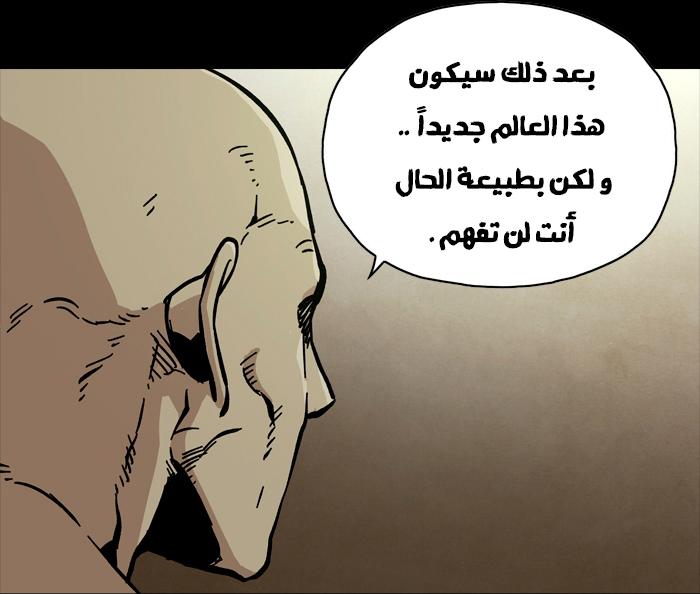 بعد ذلك سيكون
هذا العالم جديداً ..
و لكن بطبيعة الحال
أنت لن تفهم .